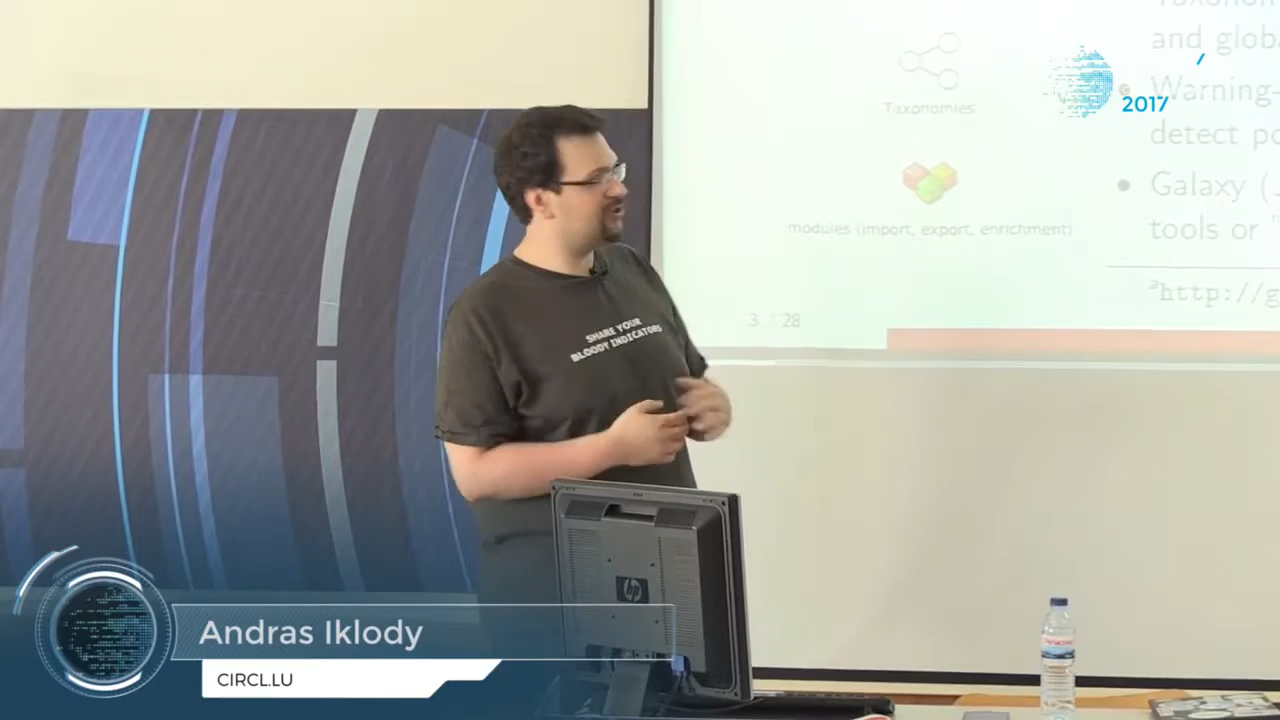 and glob
Taxonomies
Warning-
2017
detect po
Galaxy (
tools or
modules (import, export, enrichment)
http://g
3 / 28
SHARE YOUR
BLOODY INDICATORS
hp
Andras Iklody
CIRCL.LU